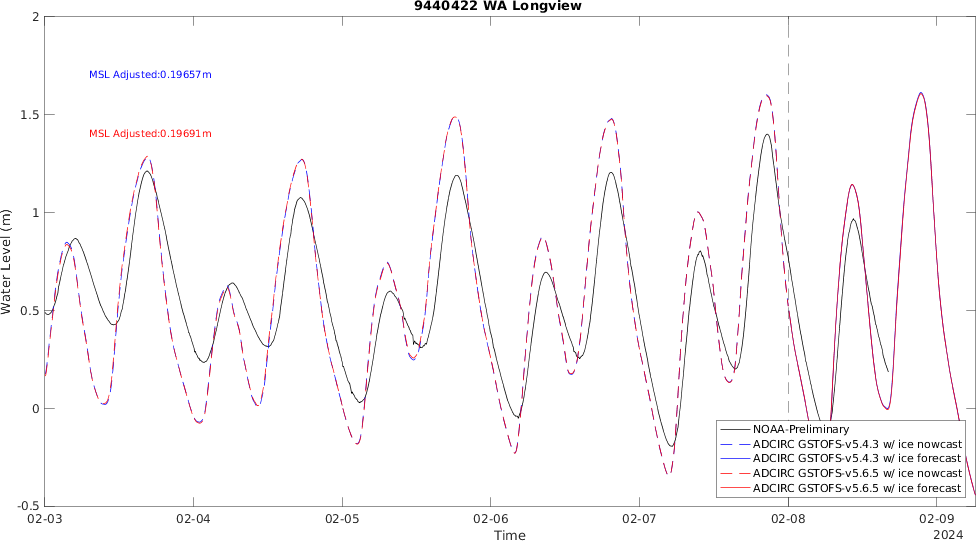 9440422 WA Longview
2
MSL Adjusted:0.19657m
1.5
MSL Adjusted:0.19691m
1
Water Level (m)
0.5
0
NOAA-Preliminary
ADCIRC GSTOFS-v5.4.3 w/ ice nowcast
ADCIRC GSTOFS-v5.4.3 w/ ice forecast
ADCIRC GSTOFS-v5.6.5 w/ ice nowcast
ADCIRC GSTOFS-v5.6.5 w/ ice forecast
-0.5
02-03 02-04 02-05 02-06 02-07 02-08 02-09
Time 2024